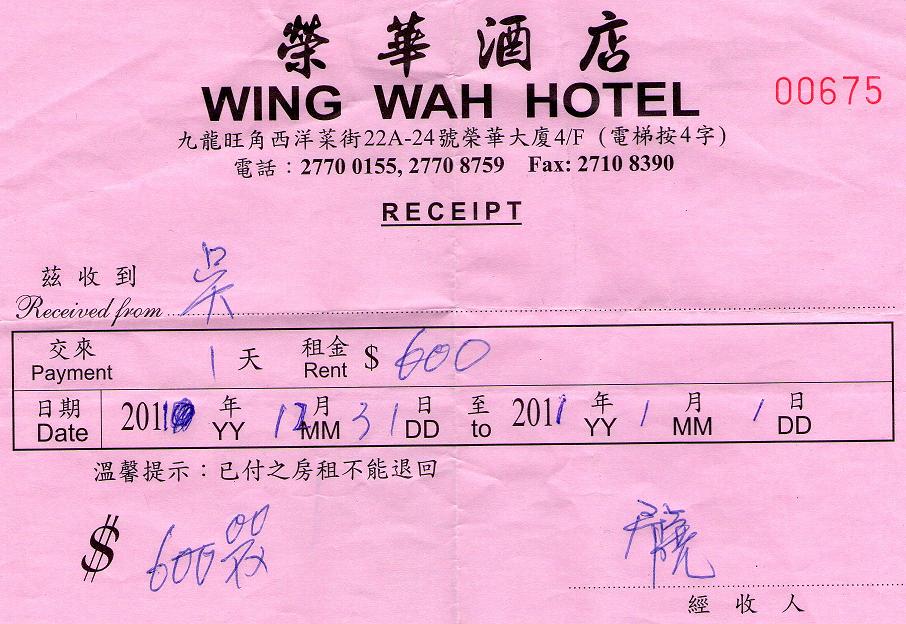 榮華酒店
WING WAH HOTEL
00675
九龍旺角西洋菜街22A-24號榮華大廈4/F (電梯按4字)
電話：2770 0155, 2770 8759 Fax: 2710 8390
RECEIPT
茲收到 吳
Received from
交來 1 天 租金 $ 600
Payment Rent
日期 2010 年 12 月 31 日 至 2011 年 1 月 1 日
Date YY MM DD to YY MM DD
溫馨提示：已付之房租不能退回
$ 600 00
經收人